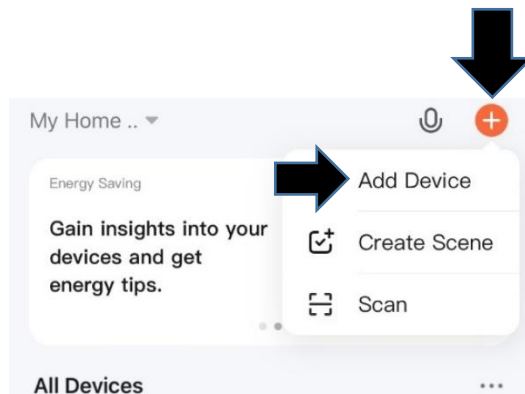 My Home ..
Energy Saving
Gain insights into your
devices and get
energy tips.
Add Device
Create Scene
Scan
All Devices